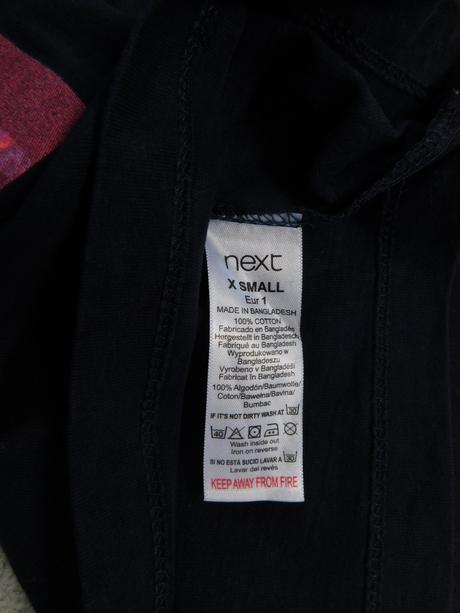 next
X SMALL
Eur 1
MADE IN BANGLADESH
100% COTTON
Fabricado en Bangladés
Hergestellt in Bangladesch
Fabriqué au Bangladesh
Wyprodukowano w
Bangladeszu
Vyrobeno v Bangladéši
Fabricat în Bangladesh
100% Algodón/Baumwolle/
Coton/Bawełna/Bavlna/
Bumbac
IF IT'S NOT DIRTY WASH AT 30
40
Wash inside out
Iron on reverse
SI NO ESTÁ SUCIO LAVAR A 30
Lavar del revés
KEEP AWAY FROM FIRE